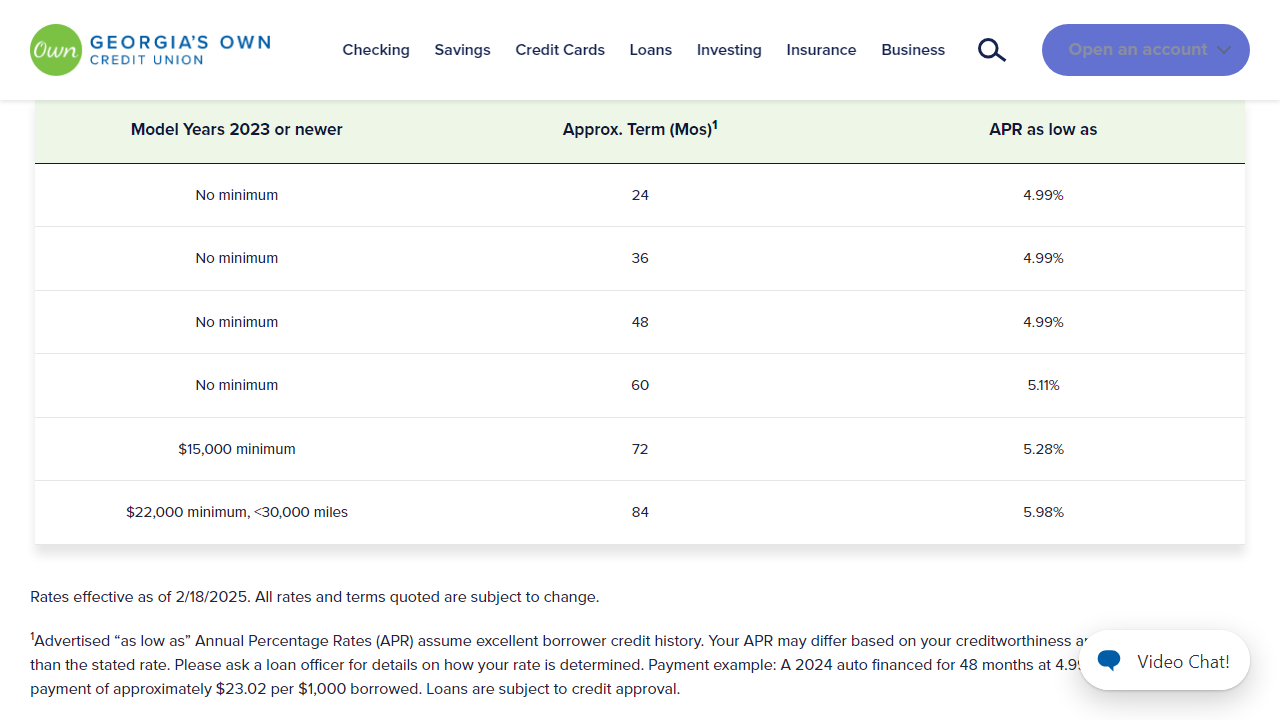 Own GEORGIA'S OWN
CREDIT UNION
Checking Savings Credit Cards Loans Investing Insurance Business Open an account
Model Years 2023 or newer Approx. Term (Mos)1 APR as low as
No minimum 24 4.99%
No minimum 36 4.99%
No minimum 48 4.99%
No minimum 60 5.11%
$15,000 minimum 72 5.28%
$22,000 minimum, <30,000 miles 84 5.98%
Rates effective as of 2/18/2025. All rates and terms quoted are subject to change.
1Advertised “as low as” Annual Percentage Rates (APR) assume excellent borrower credit history. Your APR may differ based on your creditworthiness
than the stated rate. Please ask a loan officer for details on how your rate is determined. Payment example: A 2024 auto financed for 48 months at
payment of approximately $23.02 per $1,000 borrowed. Loans are subject to credit approval.
Video Chat!